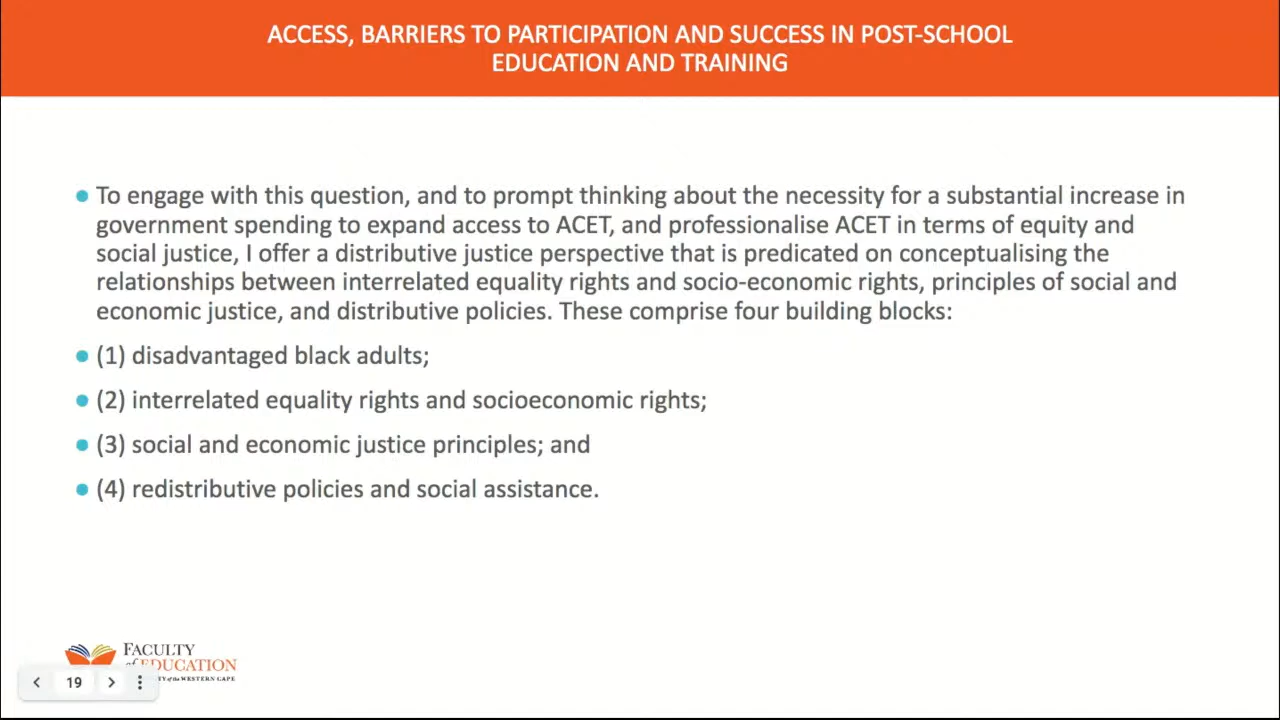 ACCESS, BARRIERS TO PARTICIPATION AND SUCCESS IN POST-SCHOOL
EDUCATION AND TRAINING
To engage with this question, and to prompt thinking about the necessity for a substantial increase in
government spending to expand access to ACET, and professionalise ACET in terms of equity and
social justice, I offer a distributive justice perspective that is predicated on conceptualising the
relationships between interrelated equality rights and socio-economic rights, principles of social and
economic justice, and distributive policies. These comprise four building blocks:
(1) disadvantaged black adults;
(2) interrelated equality rights and socioeconomic rights;
(3) social and economic justice principles; and
(4) redistributive policies and social assistance.
FACULTY
of EDUCATION
of the WESTERN CAPE
19